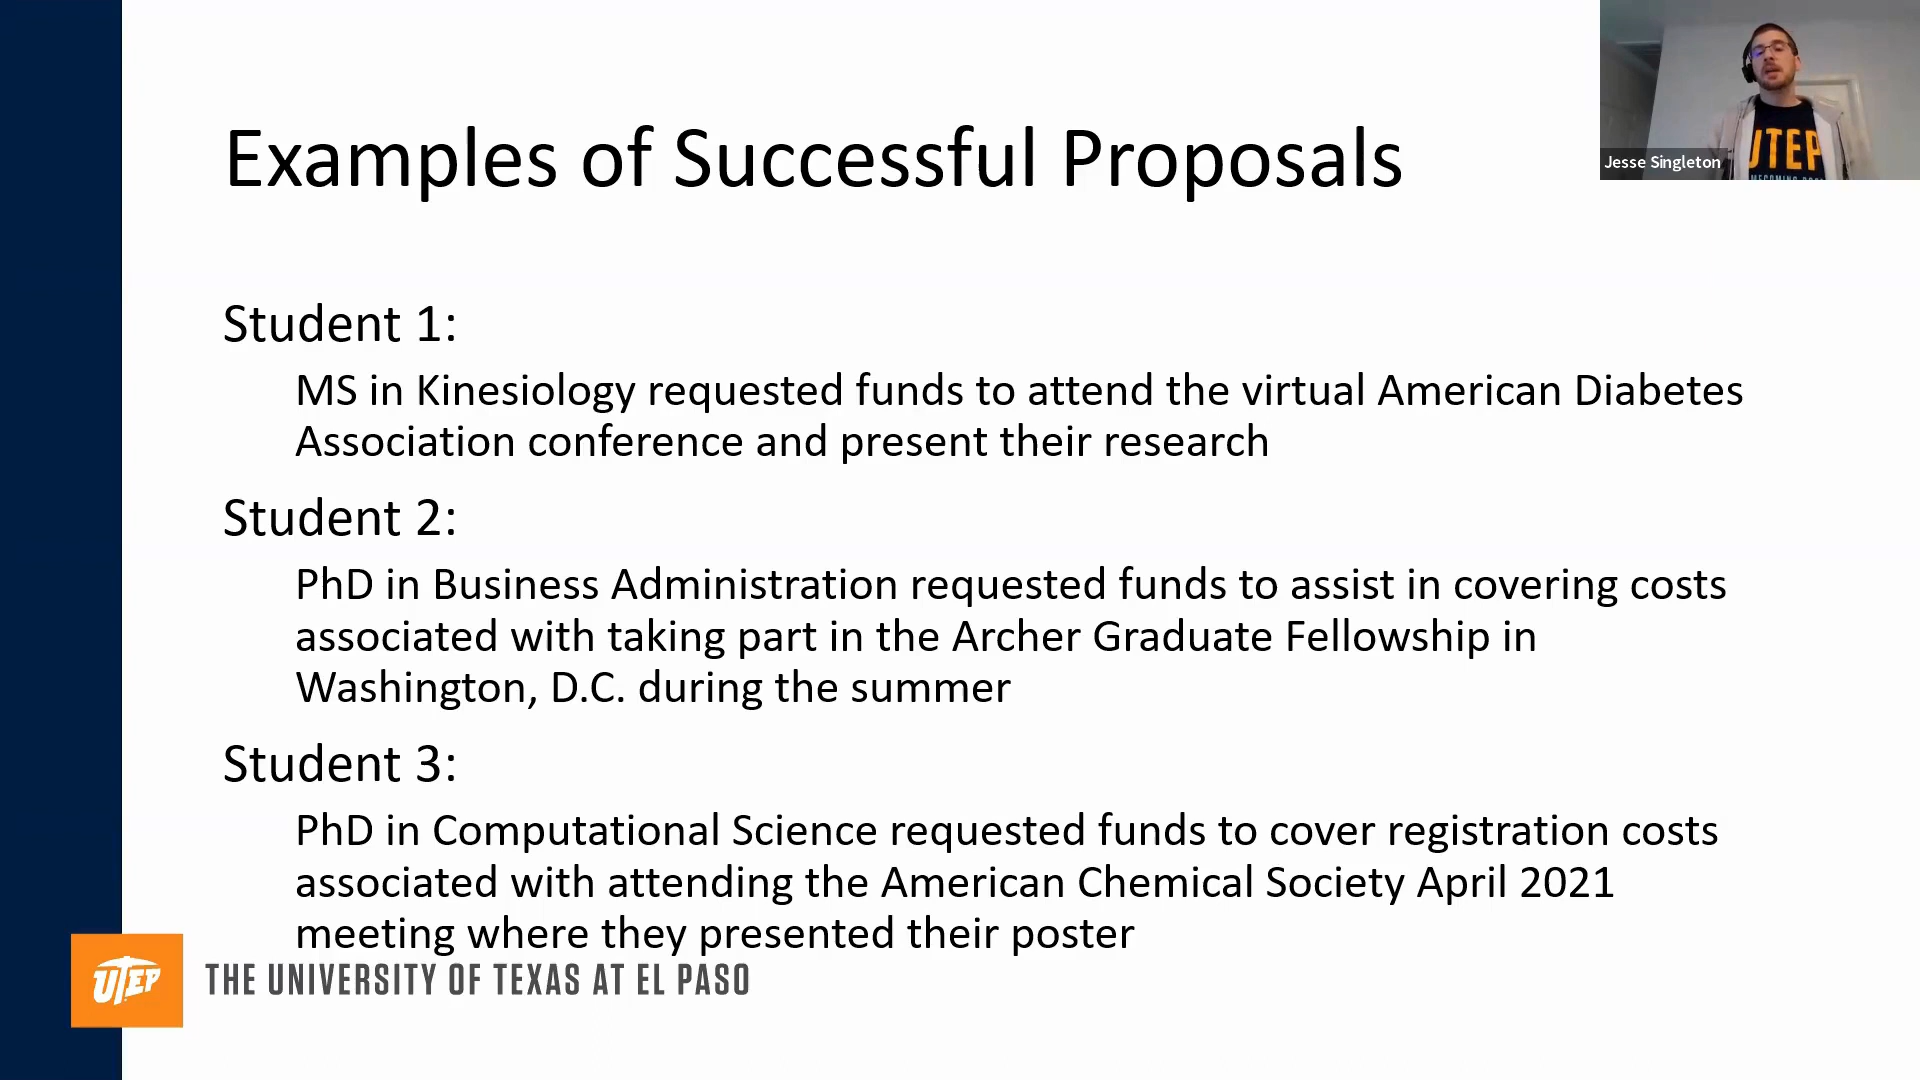 Examples of Successful Proposals
Jesse Singleton
UTEP
Student 1:
MS in Kinesiology requested funds to attend the virtual American Diabetes
Association conference and present their research
Student 2:
PhD in Business Administration requested funds to assist in covering costs
associated with taking part in the Archer Graduate Fellowship in
Washington, D.C. during the summer
Student 3:
PhD in Computational Science requested funds to cover registration costs
associated with attending the American Chemical Society April 2021
meeting where they presented their poster
UTEP
THE UNIVERSITY OF TEXAS AT EL PASO